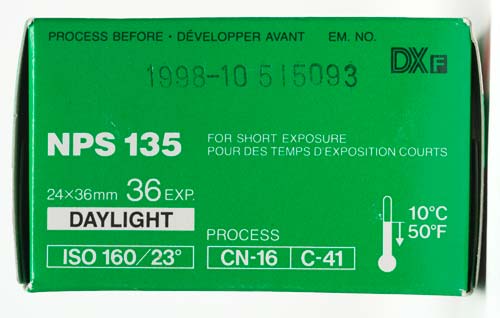 PROCESS BEFORE · DÉVELOPPER AVANT EM. NO.
1998-10 515093
DX F
NPS 135
FOR SHORT EXPOSURE
POUR DES TEMPS D'EXPOSITION COURTS
24×36mm 36 EXP.
DAYLIGHT
ISO 160/23°
PROCESS
CN-16 C-41
10°C
50°F